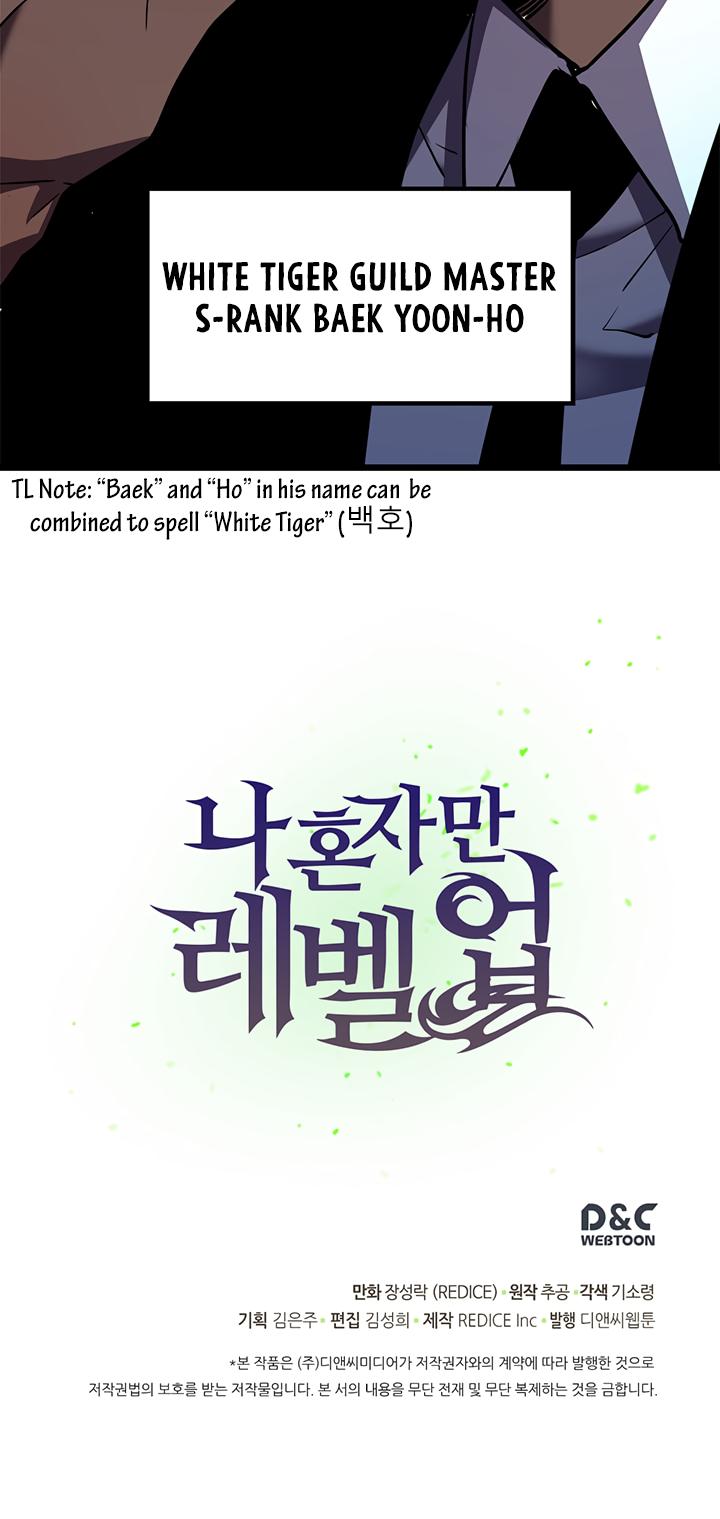 WHITE TIGER GUILD MASTER
S-RANK BAEK YOON-HO
TL Note: “Baek” and “Ho” in his name can be
combined to spell “White Tiger” (백호)
나 혼자만
레벨업
D&C
WEBTOON
만화 장성락 (REDICE) • 원작 추공 • 각색 기소령
기획 김은주 • 편집 김성희 • 제작 REDICE Inc • 발행 디앤씨웹툰
*본 작품은 (주)디앤씨미디어가 저작권자와의 계약에 따라 발행한 것으로
저작권법의 보호를 받는 저작물입니다. 본 서의 내용을 무단 전재 및 무단 복제하는 것을 금합니다.